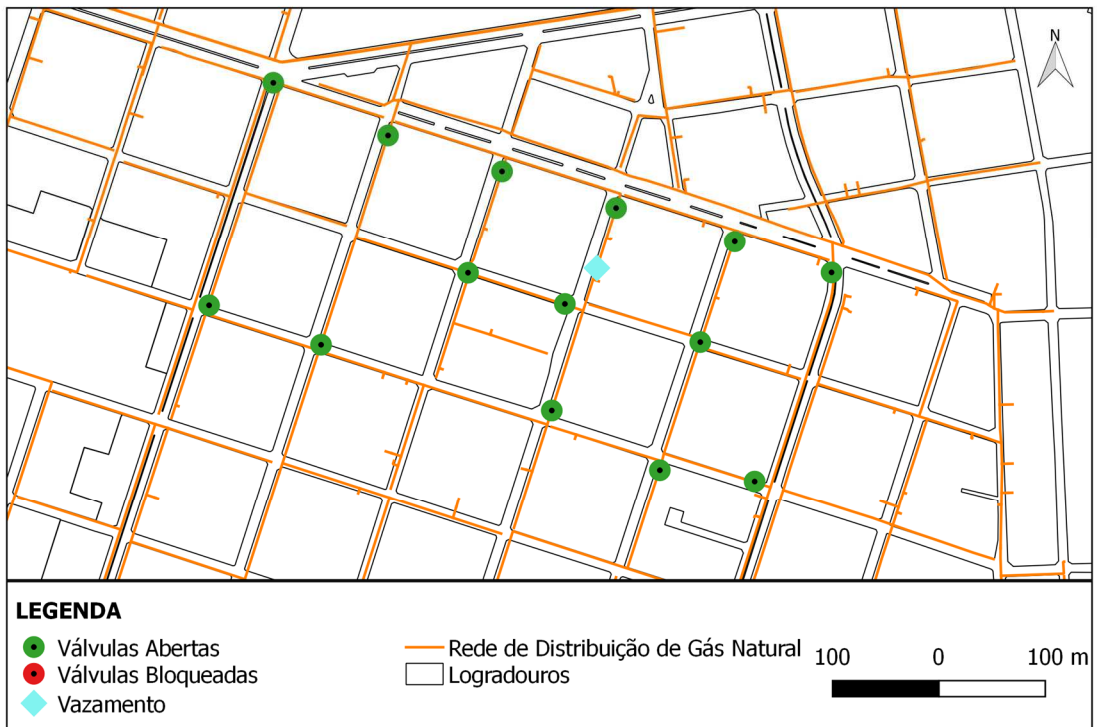 N
LEGENDA
Válvulas Abertas
Válvulas Bloqueadas
Vazamento
Rede de Distribuição de Gás Natural
Logradouros
100 0 100 m